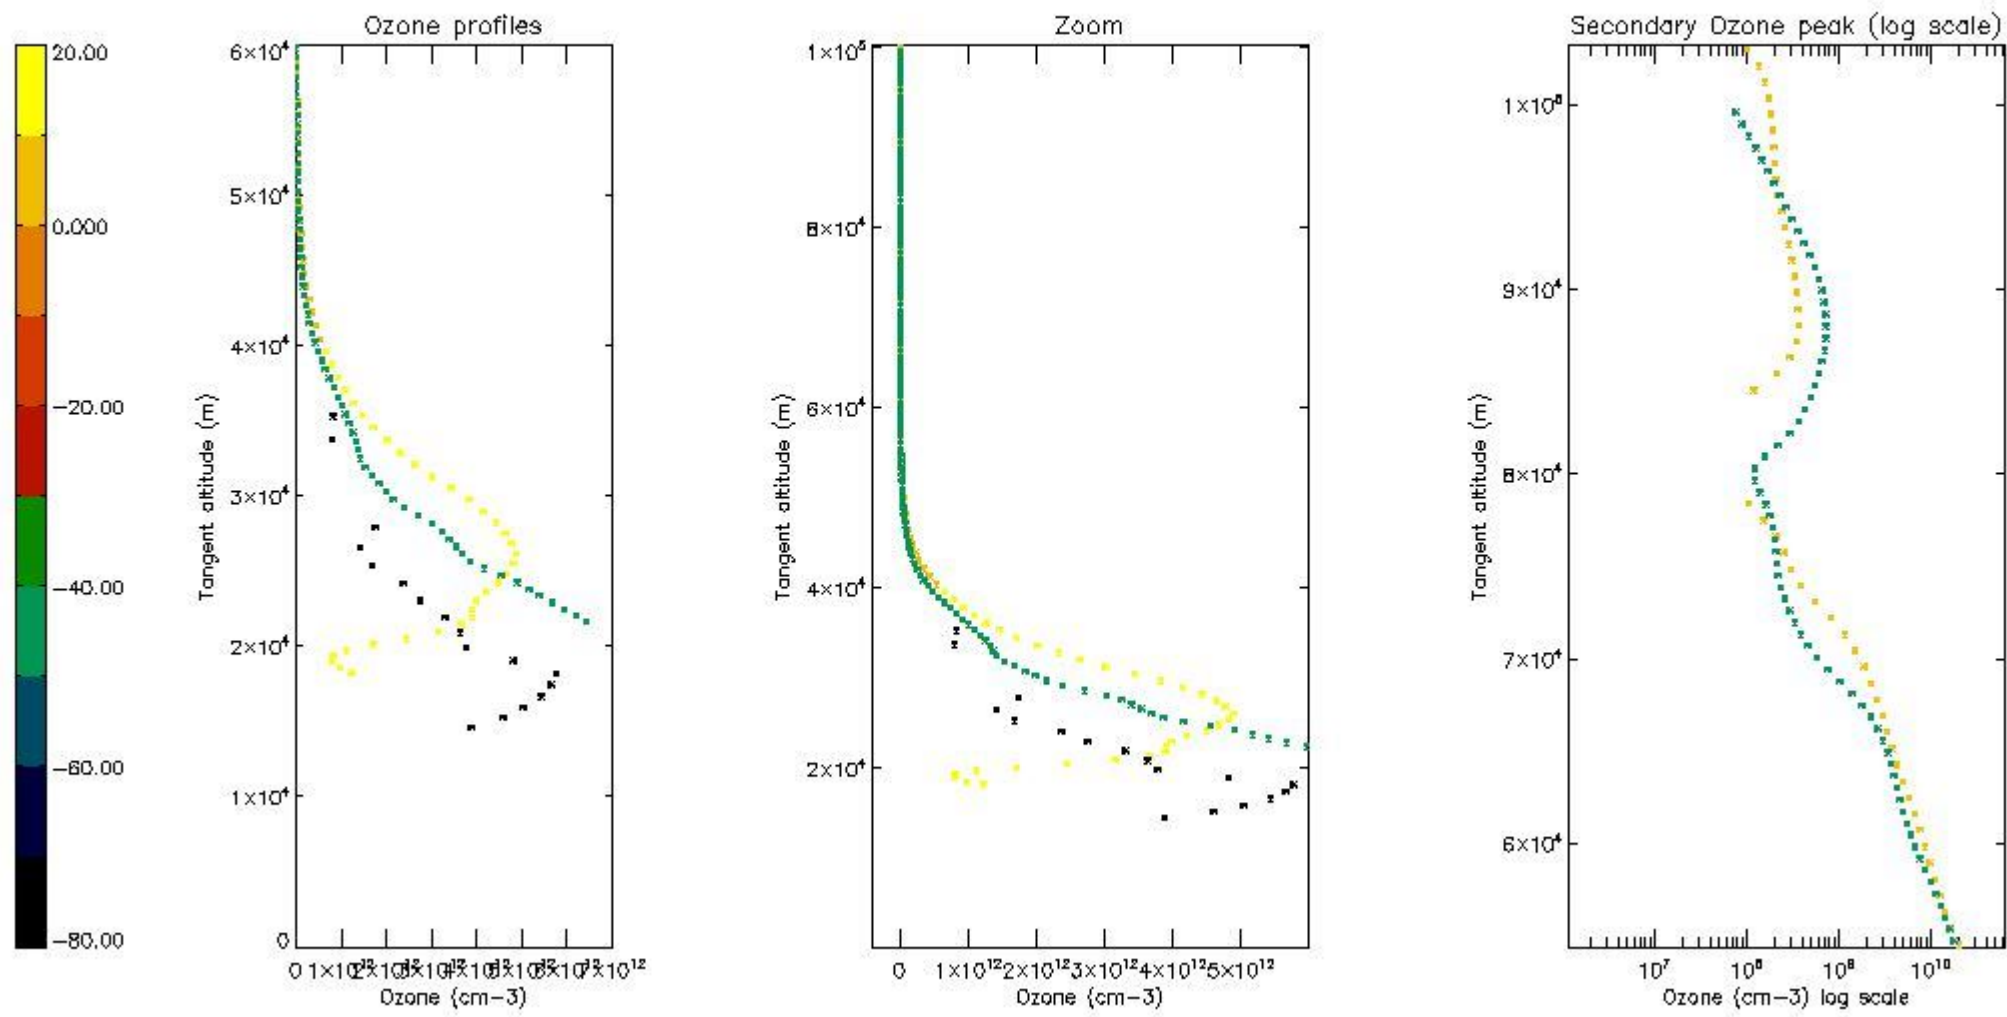 Ozone profiles
Zoom
Secondary Ozone peak (log scale)
20.00
0.000
−20.00
−40.00
−60.00
−80.00
6×10⁴
5×10⁴
4×10⁴
3×10⁴
2×10⁴
1×10⁴
0
Tangent altitude (m)
0
7×10¹²
Ozone (cm−3)
1×10⁵
8×10⁴
6×10⁴
4×10⁴
2×10⁴
Tangent altitude (m)
0 1×10¹² 2×10¹² 3×10¹² 4×10¹² 5×10¹²
Ozone (cm−3)
9×10⁴
8×10⁴
7×10⁴
6×10⁴
Tangent altitude (m)
10⁷ 10⁸ 10⁹ 10¹⁰
Ozone (cm−3) log scale